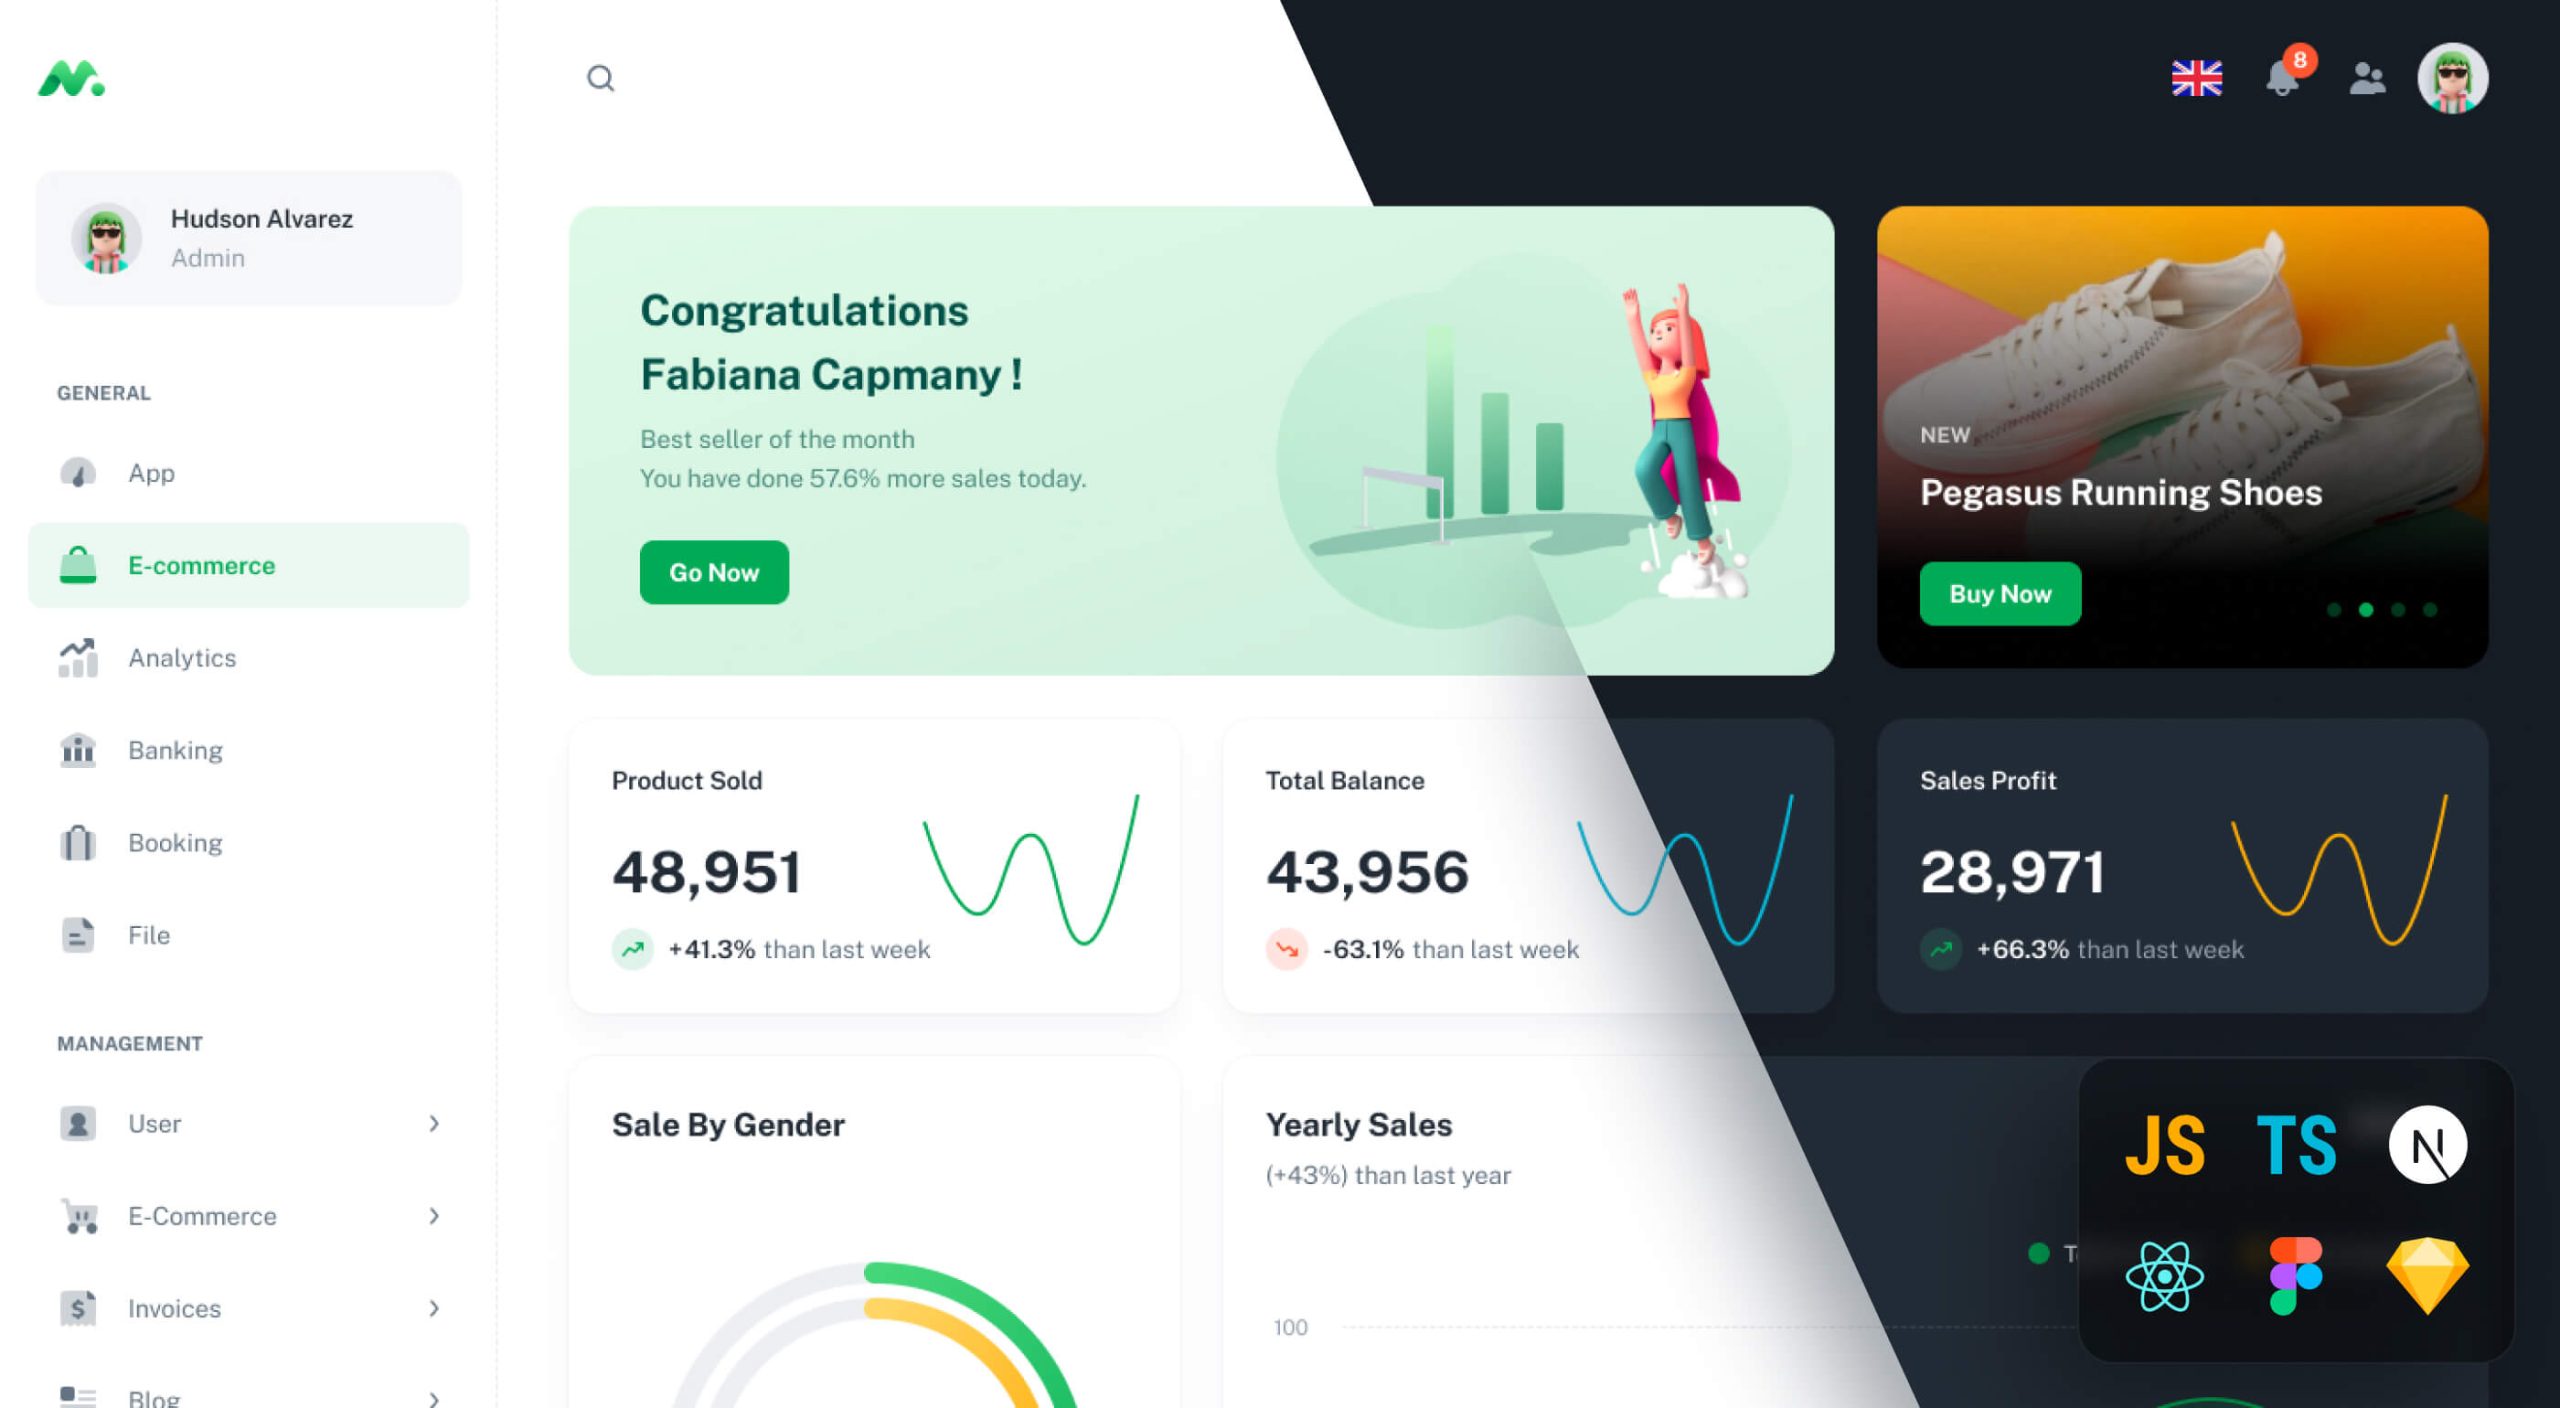 8
Hudson Alvarez
Admin
GENERAL
App
E-commerce
Analytics
Banking
Booking
File
MANAGEMENT
User
E-Commerce
Invoices
Blog
Congratulations
Fabiana Capmany !
Best seller of the month
You have done 57.6% more sales today.
Go Now
NEW
Pegasus Running Shoes
Buy Now
Product Sold
48,951
+41.3% than last week
Total Balance
43,956
-63.1% than last week
Sales Profit
28,971
+66.3% than last week
Sale By Gender
Yearly Sales
(+43%) than last year
100
JS TS N